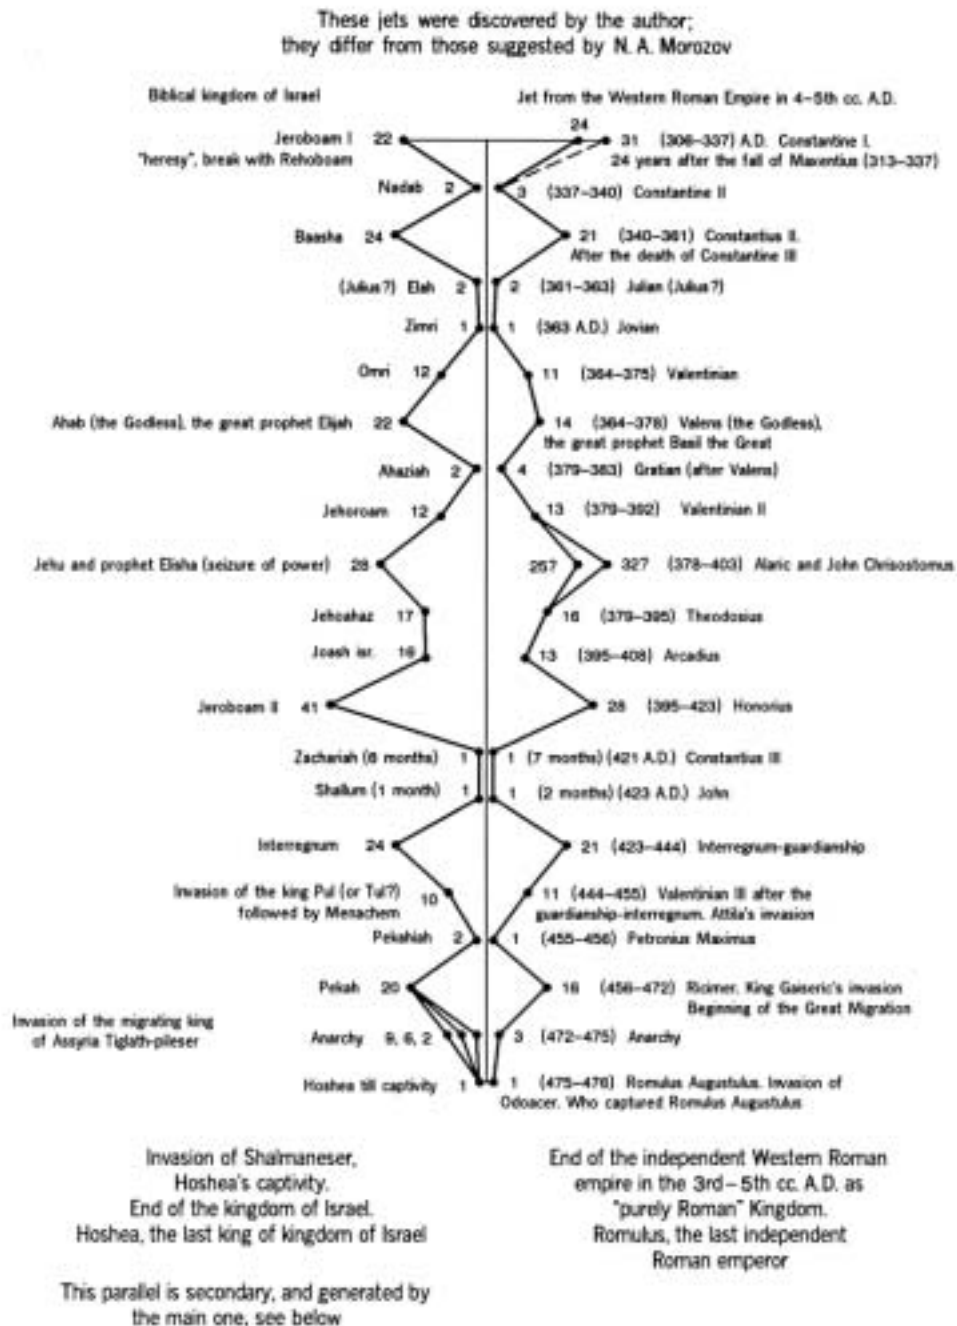 These jets were discovered by the author;
they differ from those suggested by N. A. Morozov
Biblical kingdom of Israel
Jet from the Western Roman Empire in 4–5th cc. A.D.
24
Jeroboam I 22
31 (306–337) A.D. Constantine I.
"heresy", break with Rehoboam
24 years after the fall of Maxentius (313–337)
Nadab 2
3 (337–340) Constantine II
Baasha 24
21 (340–361) Constantius II.
After the death of Constantine III
(Julius?) Elah 2
2 (361–363) Julian (Julius?)
Zimri 1
1 (363 A.D.) Jovian
Omri 12
11 (364–375) Valentinian
Ahab (the Godless), the great prophet Elijah 22
14 (364–378) Valens (the Godless),
the great prophet Basil the Great
Ahaziah 2
4 (379–383) Gratian (after Valens)
Jehoroam 12
13 (379–392) Valentinian II
Jehu and prophet Elisha (seizure of power) 28
25? 32? (378–403) Alaric and John Chrisostomus
Jehoahaz 17
16 (379–395) Theodosius
Joash isr. 16
13 (395–408) Arcadius
Jeroboam II 41
28 (395–423) Honorius
Zachariah (6 months) 1
1 (7 months) (421 A.D.) Constantius III
Shallum (1 month) 1
1 (2 months) (423 A.D.) John
Interregnum 24
21 (423–444) Interregnum-guardianship
Invasion of the king Pul (or Tul?)
followed by Menachem 10
11 (444–455) Valentinian III after the
guardianship-interregnum. Attila's invasion
Pekahiah 2
1 (455–456) Petronius Maximus
Pekah 20
16 (456–472) Ricimer. King Gaiseric's invasion
Beginning of the Great Migration
Invasion of the migrating king
of Assyria Tiglath-pileser
Anarchy 9, 6, 2
3 (472–475) Anarchy
Hoshea till captivity 1
1 (475–476) Romulus Augustulus. Invasion of
Odoacer. Who captured Romulus Augustulus
Invasion of Shalmaneser,
Hoshea's captivity.
End of the kingdom of Israel.
Hoshea, the last king of kingdom of Israel
End of the independent Western Roman
empire in the 3rd–5th cc. A.D. as
"purely Roman" Kingdom.
Romulus, the last independent
Roman emperor
This parallel is secondary, and generated by
the main one, see below